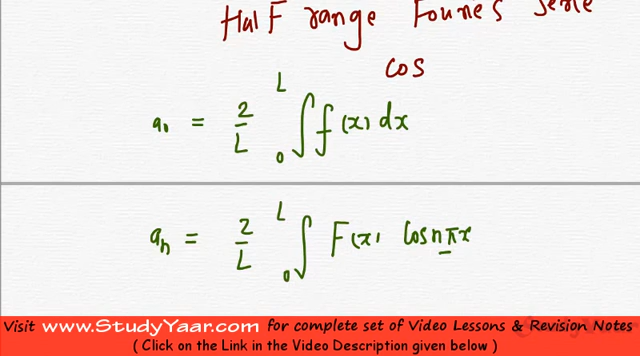 Half range Fouries serie
cos
a₀ = 2/L ∫₀ᴸ f(x) dx
aₙ = 2/L ∫₀ᴸ F(x) cos nπx
Visit www.StudyYaar.com for complete set of Video Lessons & Revision Notes
( Click on the Link in the Video Description given below )